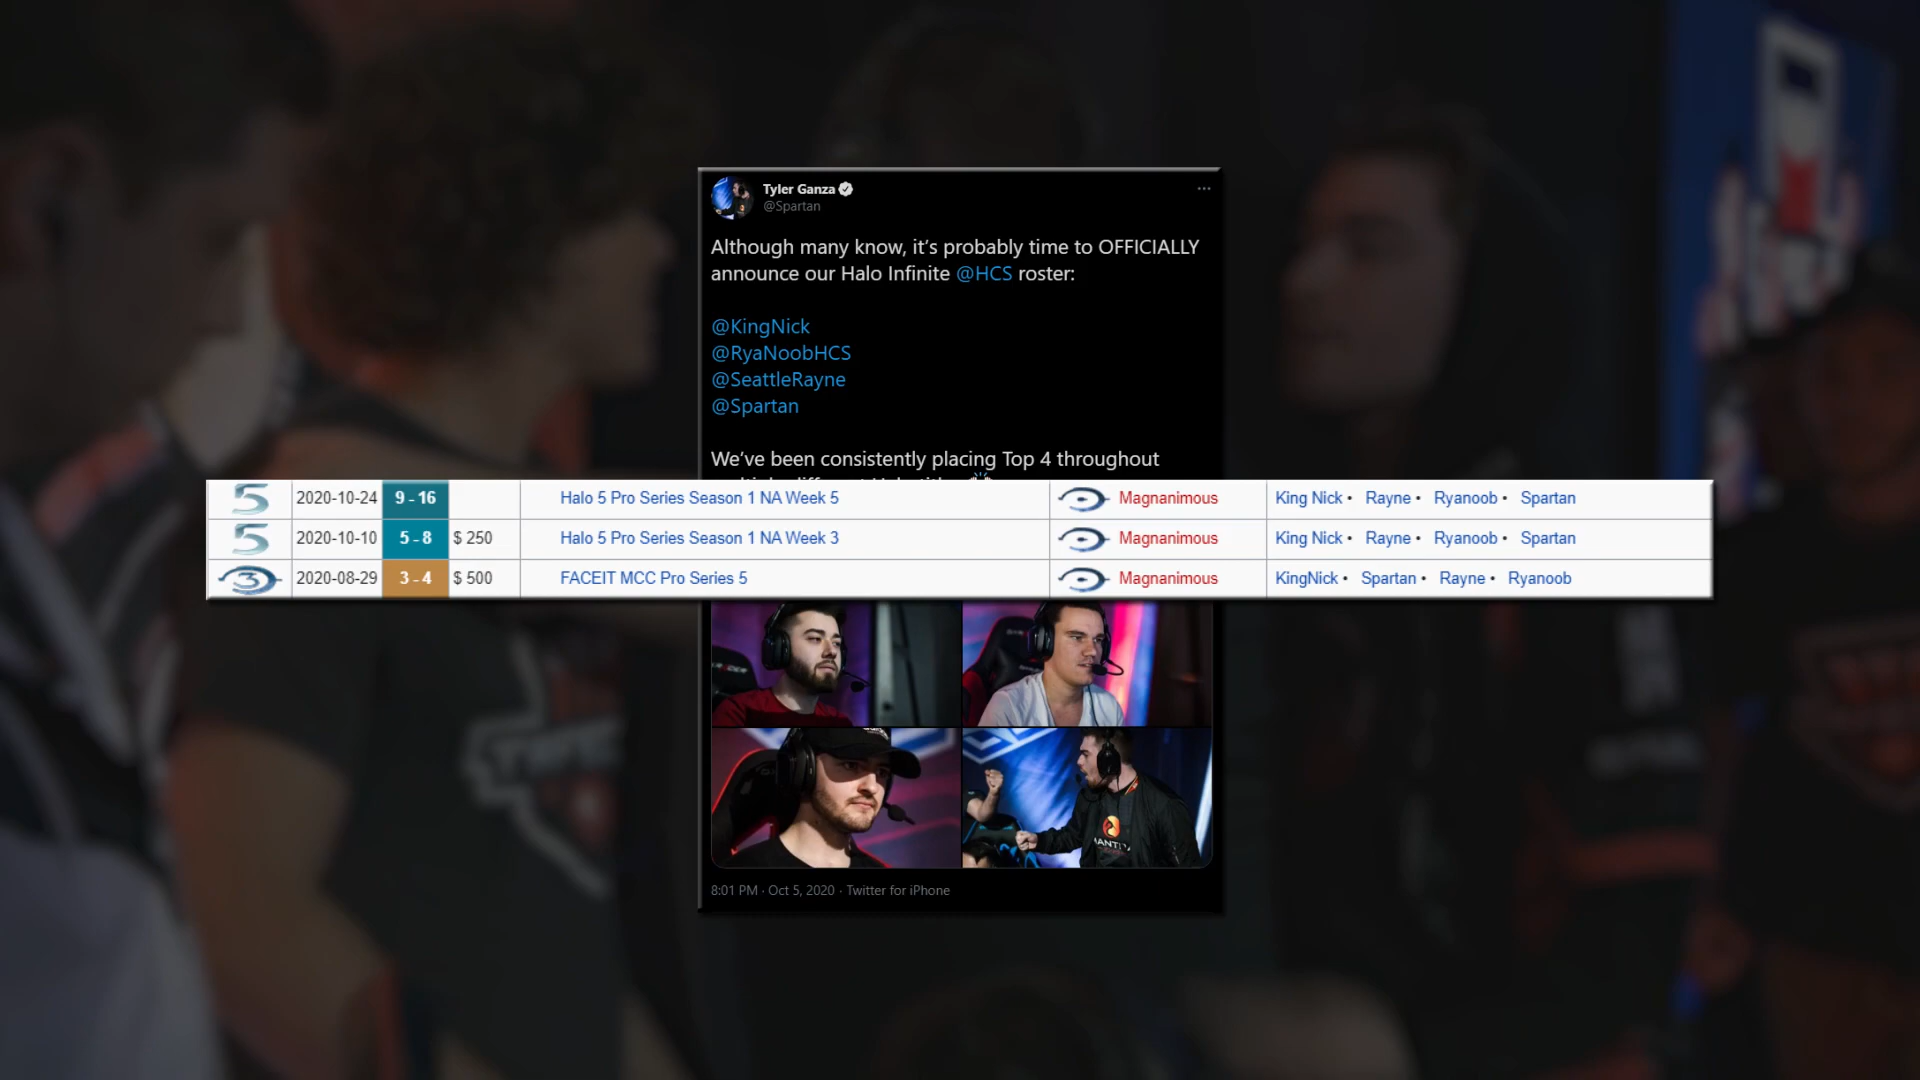 Tyler Ganza
@Spartan
Although many know, it's probably time to OFFICIALLY
announce our Halo Infinite @HCS roster:
@KingNick
@RyaNoobHCS
@SeattleRayne
@Spartan
We've been consistently placing Top 4 throughout
5 2020-10-24 9 - 16 Halo 5 Pro Series Season 1 NA Week 5 Magnanimous King Nick • Rayne • Ryanoob • Spartan
5 2020-10-10 5 - 8 $ 250 Halo 5 Pro Series Season 1 NA Week 3 Magnanimous King Nick • Rayne • Ryanoob • Spartan
3 2020-08-29 3 - 4 $ 500 FACEIT MCC Pro Series 5 Magnanimous KingNick • Spartan • Rayne • Ryanoob
8:01 PM · Oct 5, 2020 · Twitter for iPhone